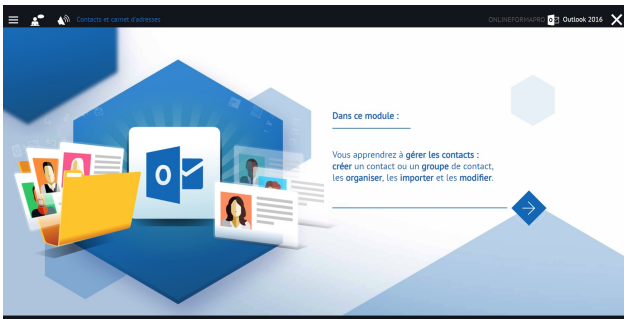 Contacts et carnet d'adresses
ONLINEFORMAPRO Outlook 2016
Dans ce module :
Vous apprendrez à gérer les contacts :
créer un contact ou un groupe de contact,
les organiser, les importer et les modifier.